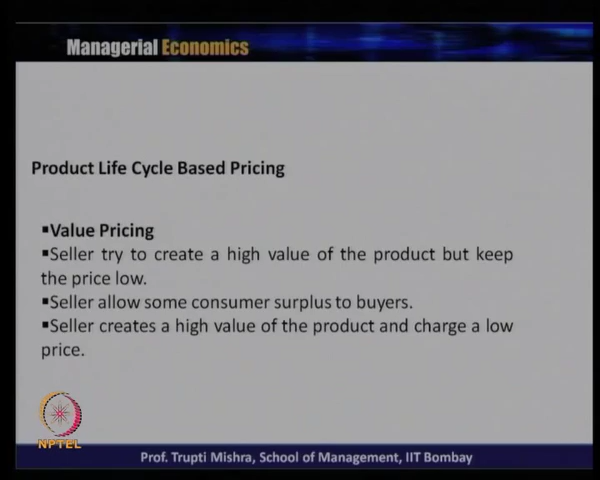 Managerial Economics
Product Life Cycle Based Pricing
▪Value Pricing
▪Seller try to create a high value of the product but keep
the price low.
▪Seller allow some consumer surplus to buyers.
▪Seller creates a high value of the product and charge a low
price.
NPTEL
Prof. Trupti Mishra, School of Management, IIT Bombay